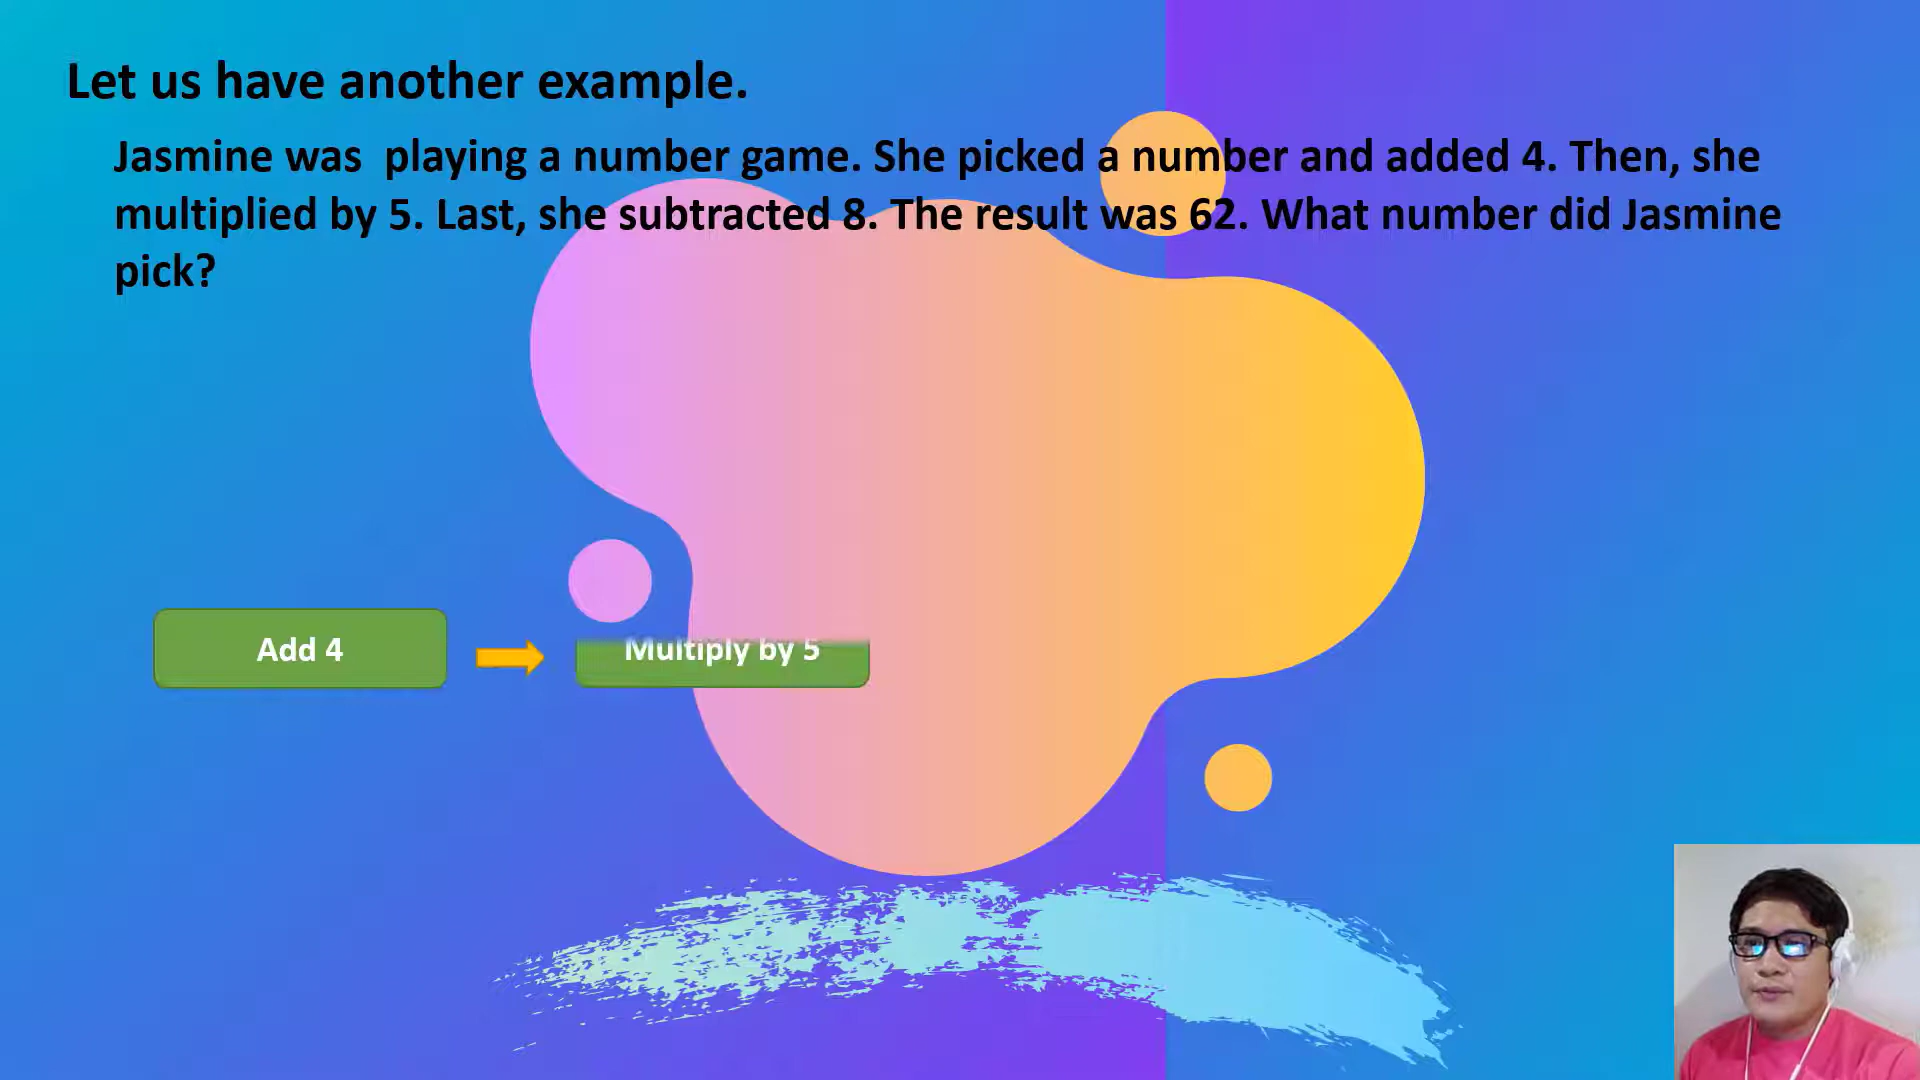 Let us have another example.
Jasmine was playing a number game. She picked a number and added 4. Then, she
multiplied by 5. Last, she subtracted 8. The result was 62. What number did Jasmine
pick?
Add 4
Multiply by 5